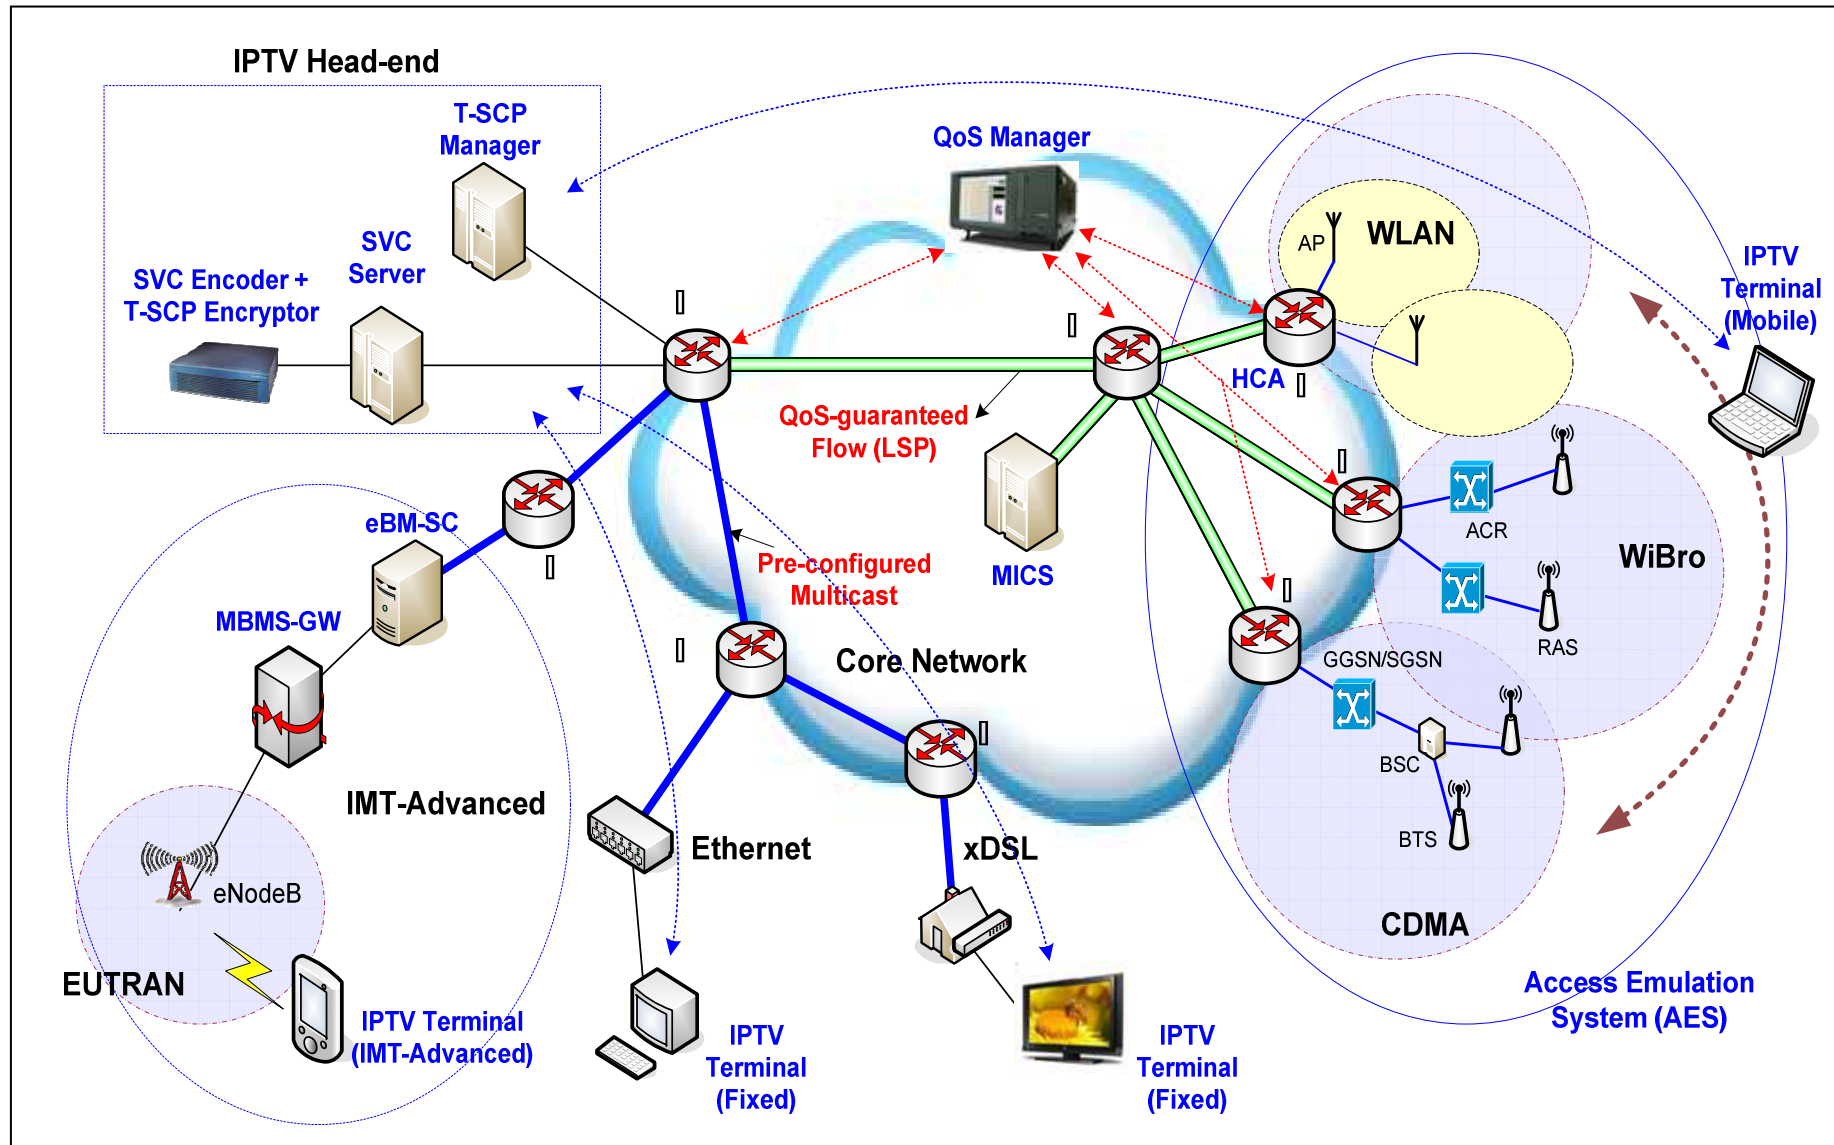 IPTV Head-end
T-SCP
Manager
SVC
Server
SVC Encoder +
T-SCP Encryptor
QoS Manager
AP
WLAN
IPTV
Terminal
(Mobile)
HCA
QoS-guaranteed
Flow (LSP)
MICS
ACR
WiBro
RAS
eBM-SC
Pre-configured
Multicast
MBMS-GW
Core Network
GGSN/SGSN
BSC
BTS
CDMA
IMT-Advanced
Ethernet
xDSL
eNodeB
EUTRAN
IPTV Terminal
(IMT-Advanced)
IPTV
Terminal
(Fixed)
IPTV
Terminal
(Fixed)
Access Emulation
System (AES)